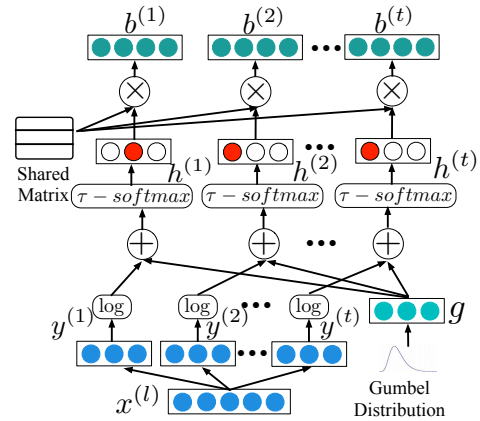 b^{(1)} b^{(2)} b^{(t)}
× × ×
Shared
Matrix
h^{(1)} h^{(2)} h^{(t)}
τ − softmax τ − softmax τ − softmax
+ + +
log log log
y^{(1)} y^{(2)} y^{(t)} g
x^{(l)}
Gumbel
Distribution